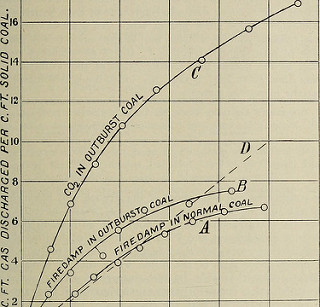 C. FT. GAS DISCHARGED PER C. FT. SOLID COAL.
16
14
12
10
8
6
4
2
CO2 IN OUTBURST COAL
C
D
FIREDAMP IN OUTBURST COAL
B
FIREDAMP IN NORMAL COAL
A